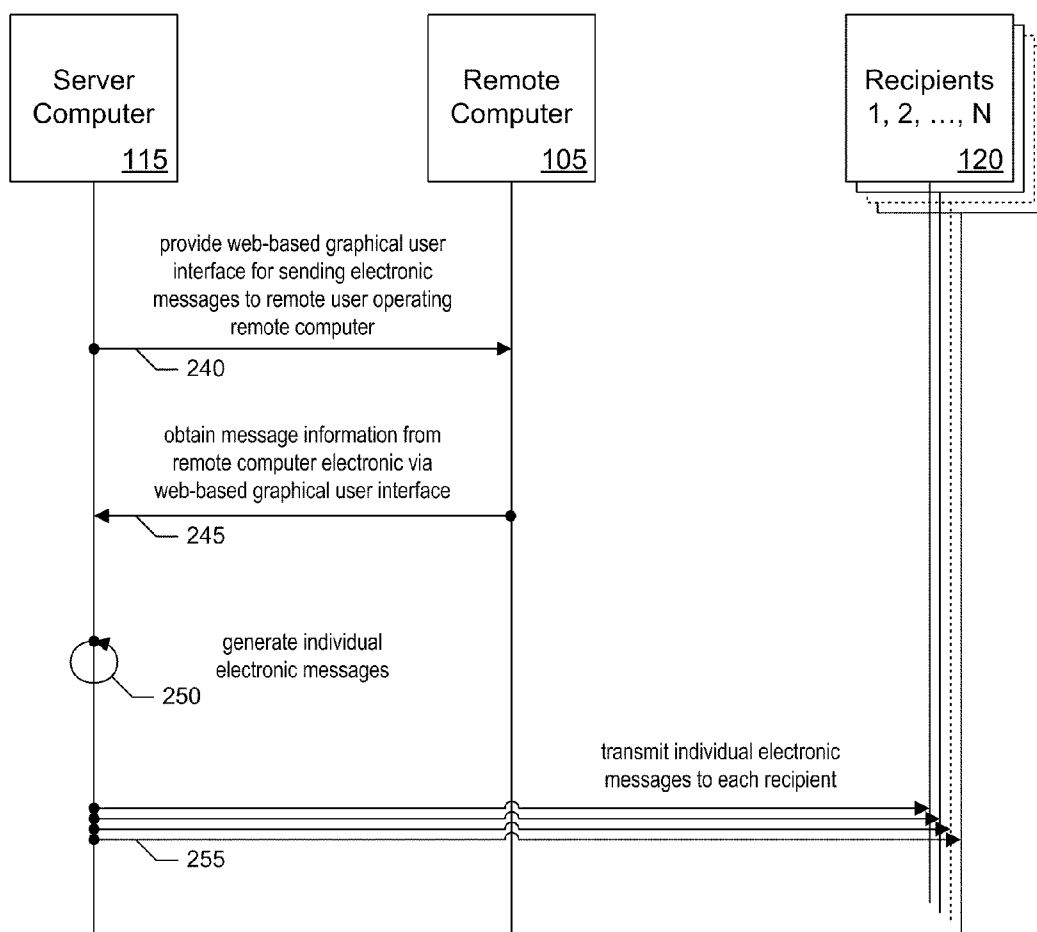 Server
Computer
115
Remote
Computer
105
Recipients
1, 2, ..., N
120
provide web-based graphical user
interface for sending electronic
messages to remote user operating
remote computer
240
obtain message information from
remote computer electronic via
web-based graphical user interface
245
generate individual
electronic messages
250
transmit individual electronic
messages to each recipient
255